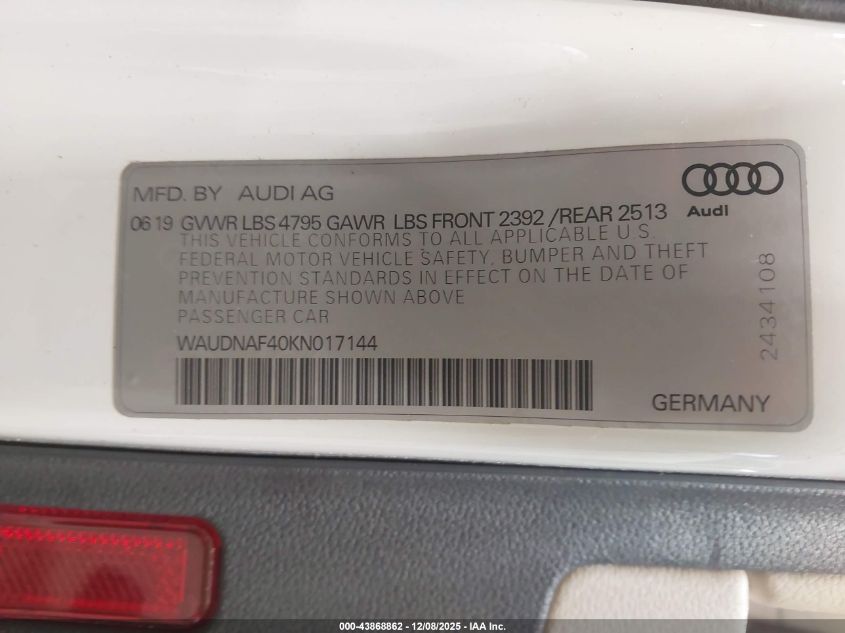 MFD. BY AUDI AG
Audi
06 19 GVWR LBS 4795 GAWR LBS FRONT 2392 /REAR 2513
THIS VEHICLE CONFORMS TO ALL APPLICABLE U.S.
FEDERAL MOTOR VEHICLE SAFETY, BUMPER AND THEFT
PREVENTION STANDARDS IN EFFECT ON THE DATE OF
MANUFACTURE SHOWN ABOVE
PASSENGER CAR
WAUDNAF40KN017144
2434108
GERMANY
000-43868862 - 12/08/2025 - IAA Inc.